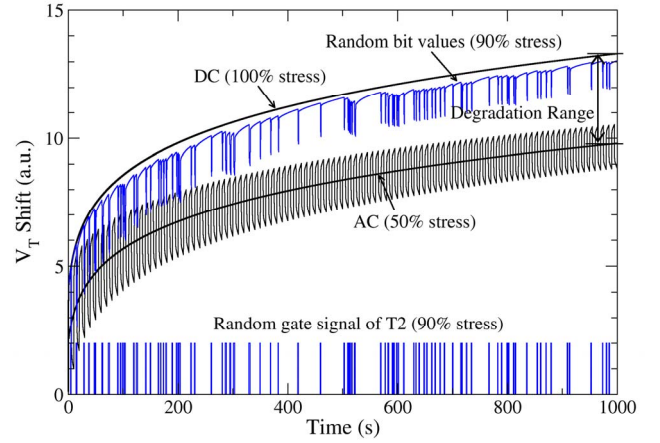 15
Random bit values (90% stress)
DC (100% stress)
Degradation Range
10
V_T Shift (a.u.)
AC (50% stress)
5
Random gate signal of T2 (90% stress)
0
0 200 400 600 800 1000
Time (s)